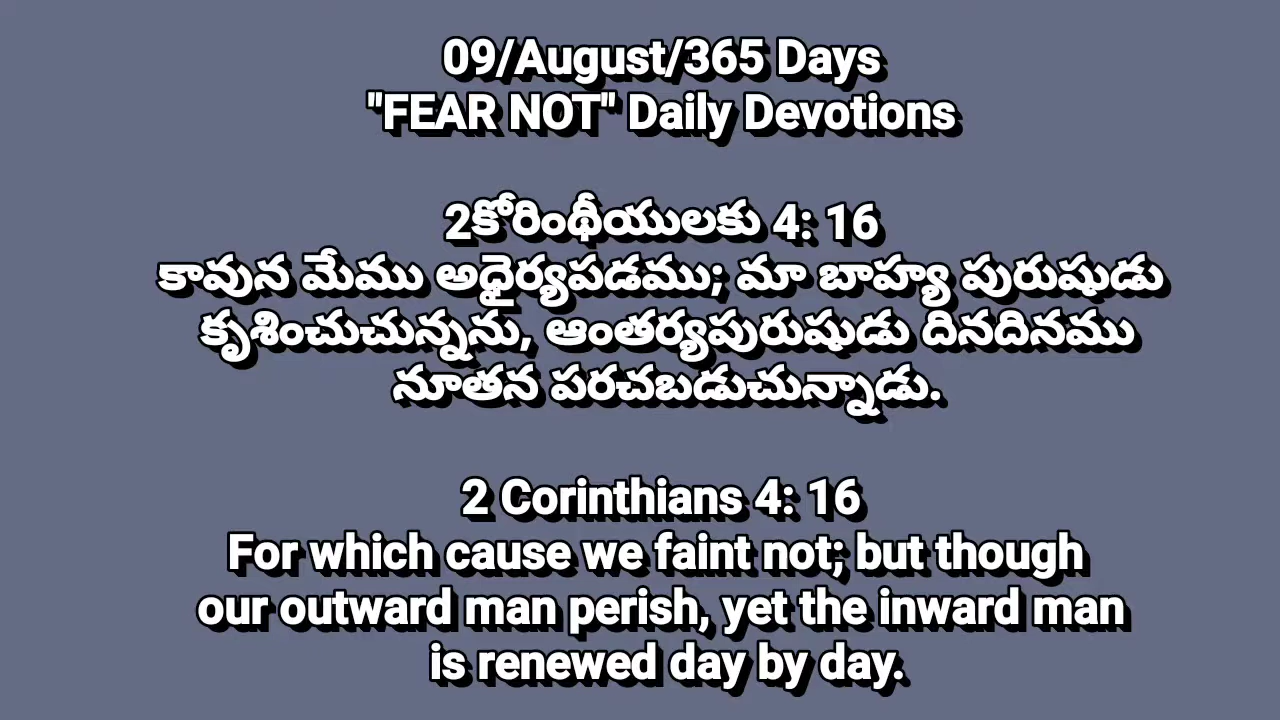 09/August/365 Days
"FEAR NOT" Daily Devotions
2కోరింథీయులకు 4: 16
కావున మేము అధైర్యపడము; మా బాహ్య పురుషుడు
కృశించుచున్నను, ఆంతర్యపురుషుడు దినదినము
నూతన పరచబడుచున్నాడు.
2 Corinthians 4: 16
For which cause we faint not; but though
our outward man perish, yet the inward man
is renewed day by day.